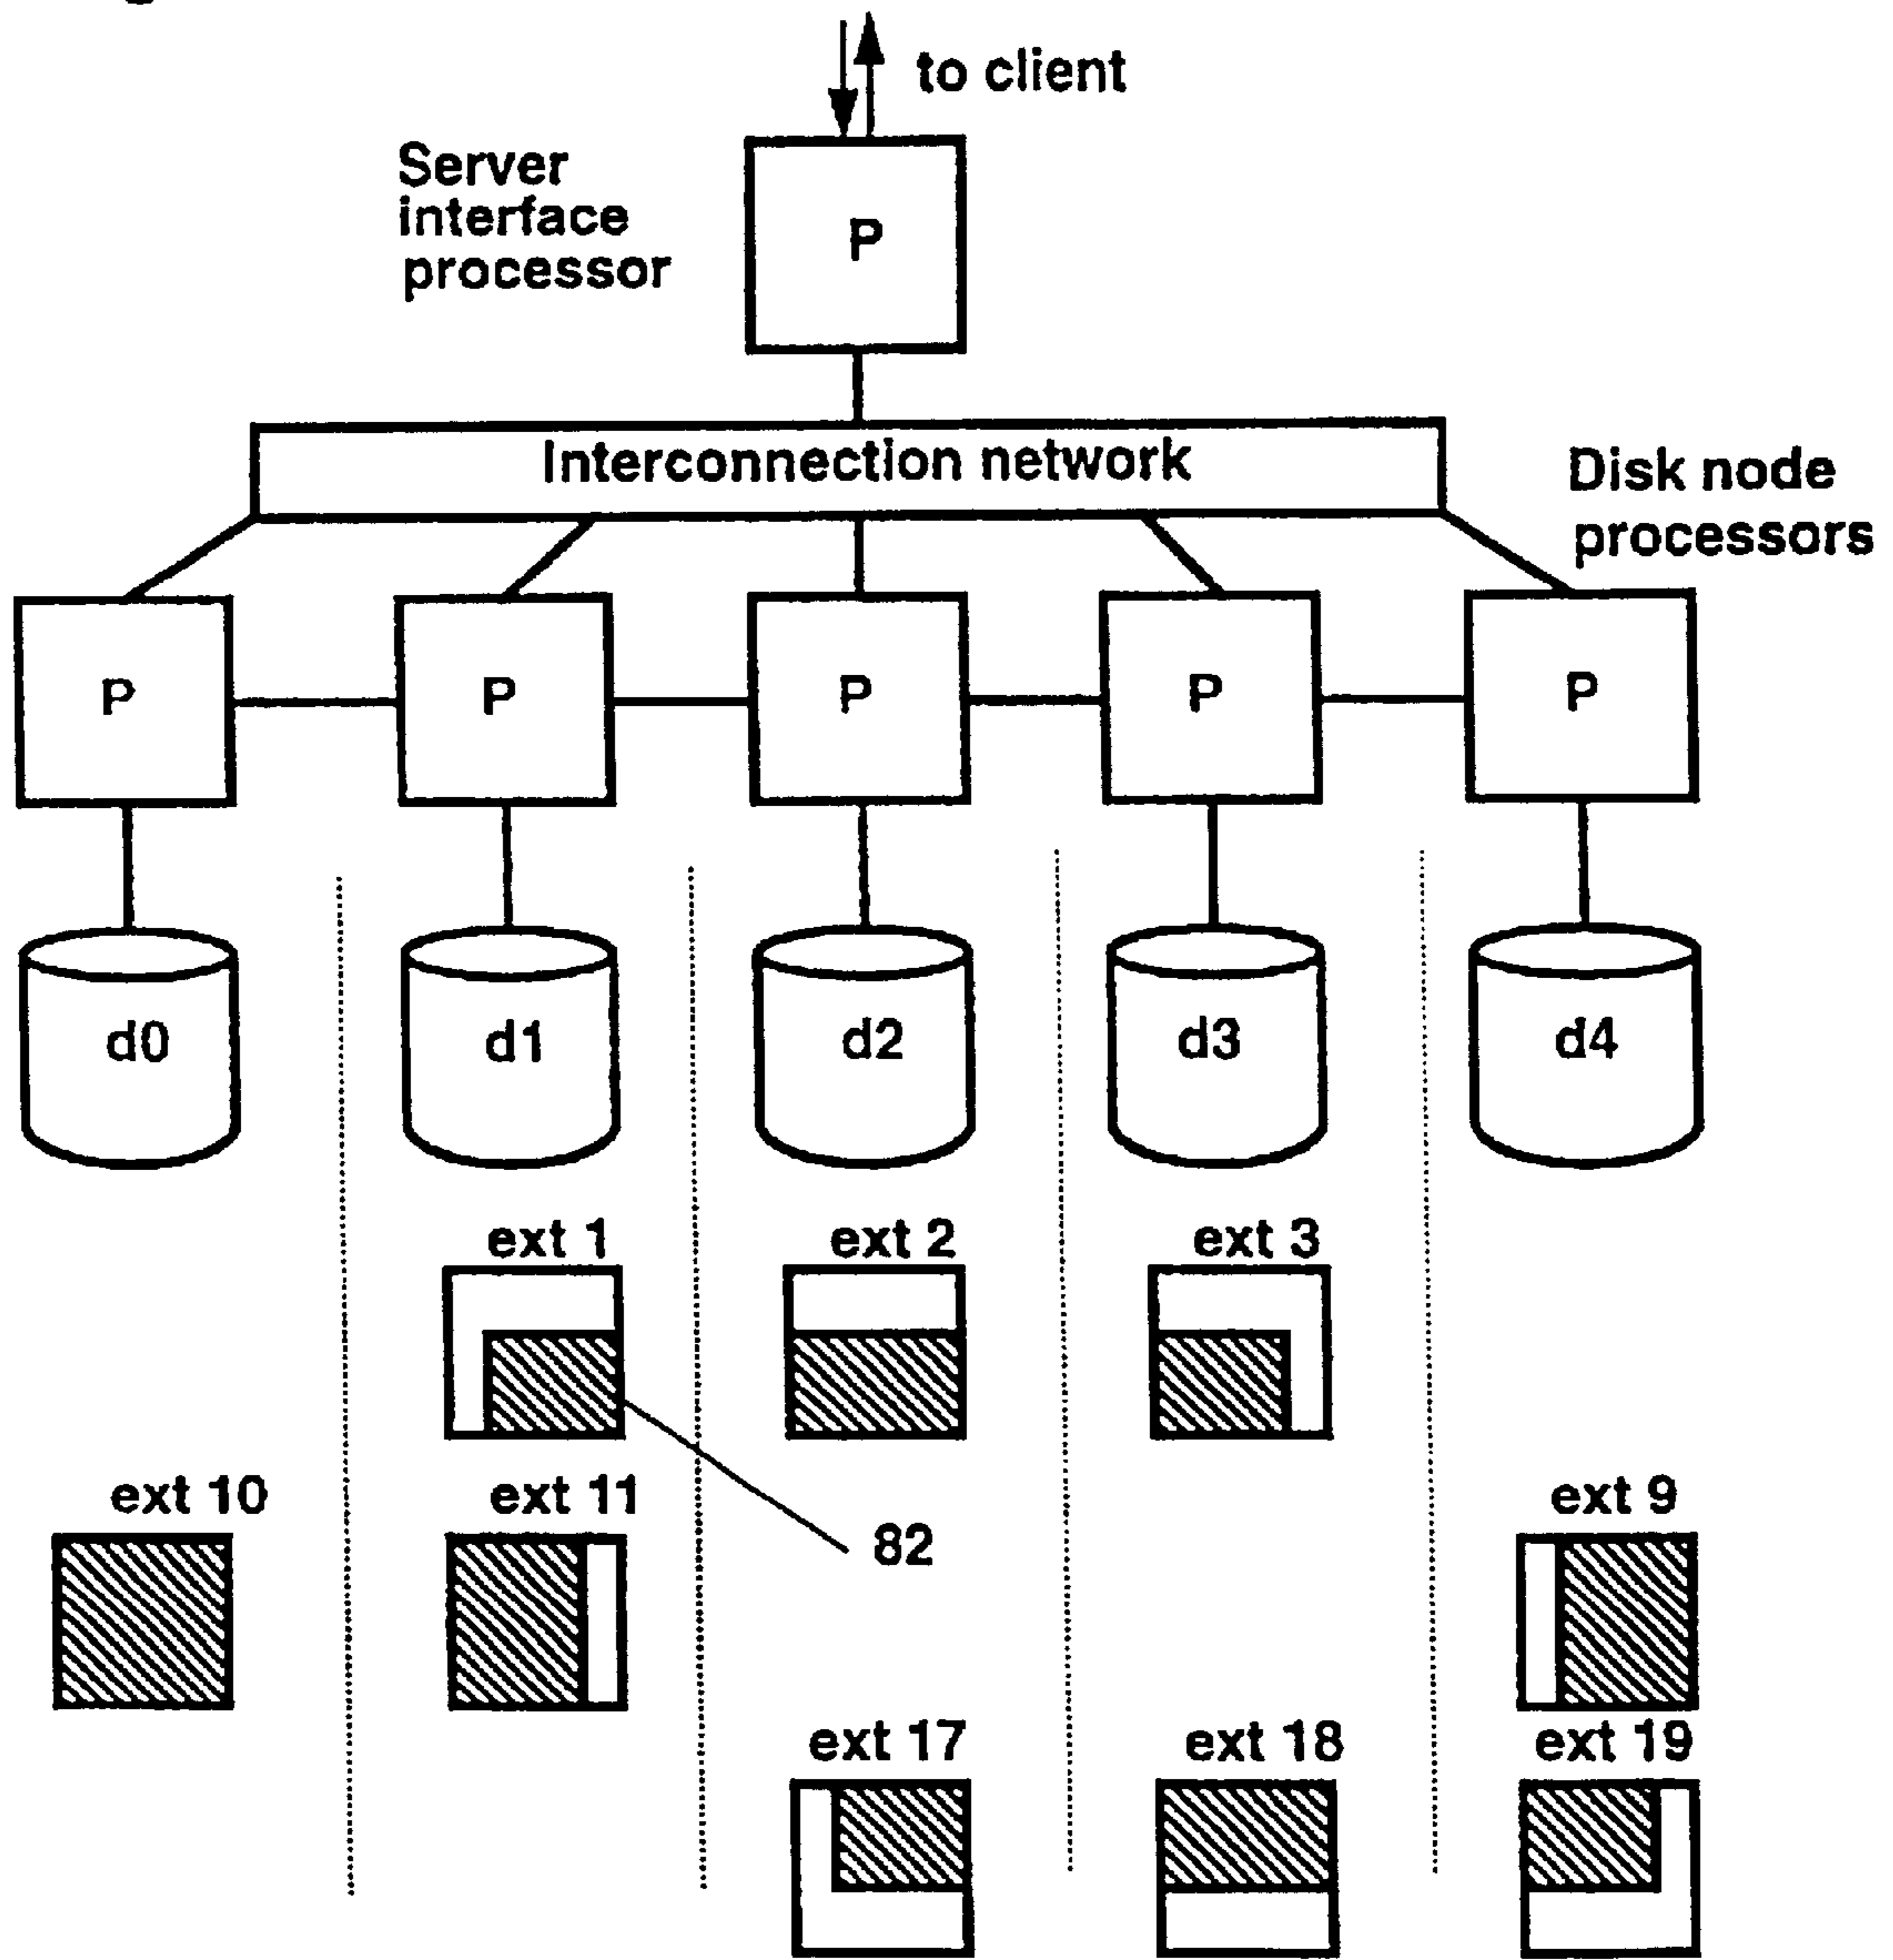 to client
Server
interface
processor
P
Interconnection network
Disk node
processors
P P P P P
d0 d1 d2 d3 d4
ext 1 ext 2 ext 3
ext 10 ext 11 ext 9
82
ext 17 ext 18 ext 19